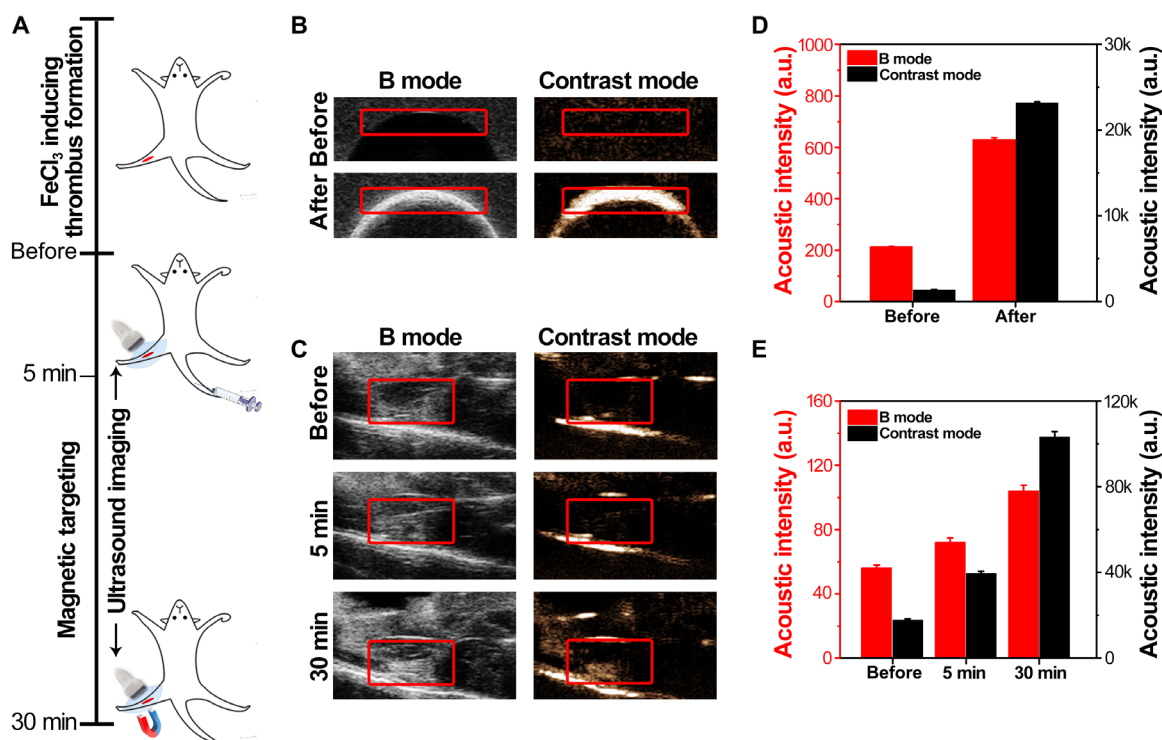 A
FeCl₃ inducing
thrombus formation
Before
5 min
Ultrasound imaging
Magnetic targeting
30 min
B
B mode
Contrast mode
Before
After
C
B mode
Contrast mode
Before
5 min
30 min
D
B mode
Contrast mode
Acoustic intensity (a.u.)
1000
800
600
400
200
0
Acoustic intensity (a.u.)
30k
20k
10k
0
Before
After
E
B mode
Contrast mode
Acoustic intensity (a.u.)
160
120
80
40
0
Acoustic intensity (a.u.)
120k
80k
40k
0
Before
5 min
30 min